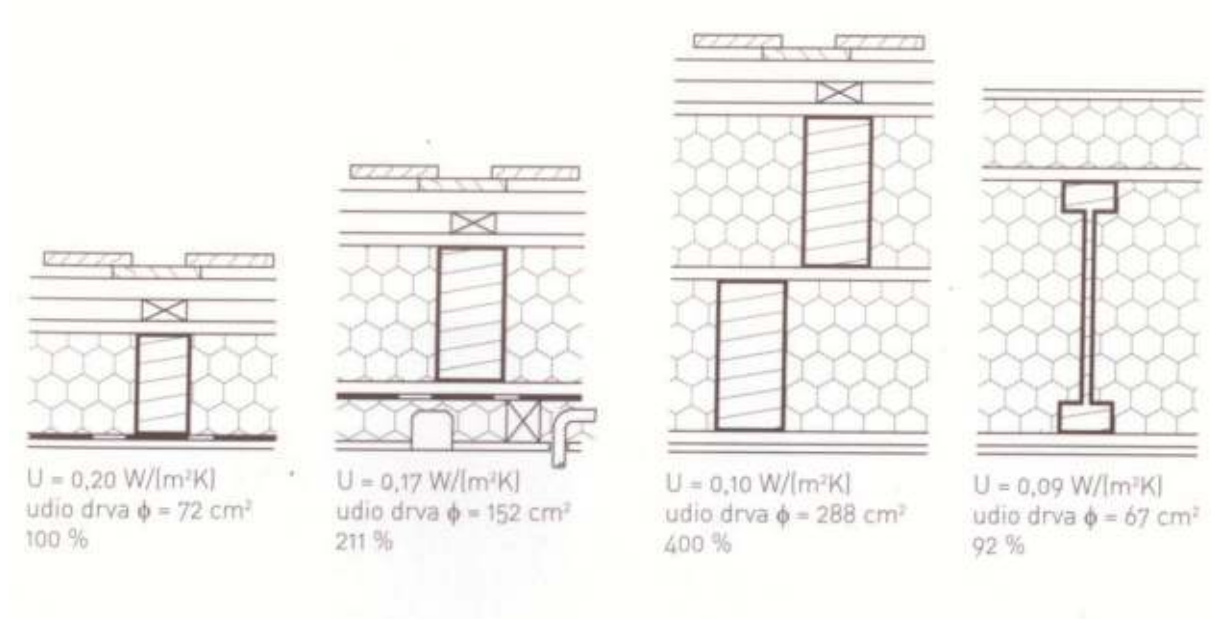 U = 0,20 W/(m²K)
udio drva ϕ = 72 cm²
100 %
U = 0,17 W/(m²K)
udio drva ϕ = 152 cm²
211 %
U = 0,10 W/(m²K)
udio drva ϕ = 288 cm²
400 %
U = 0,09 W/(m²K)
udio drva ϕ = 67 cm²
92 %